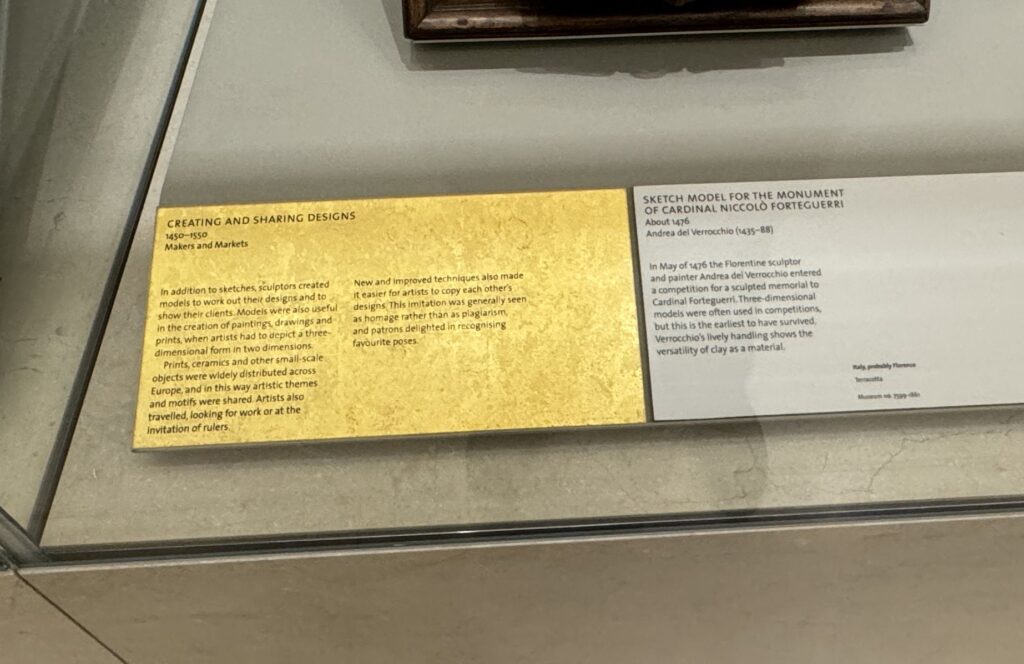 CREATING AND SHARING DESIGNS
1450–1550
Makers and Markets
In addition to sketches, sculptors created
models to work out their designs and to
show their clients. Models were also useful
in the creation of paintings, drawings and
prints, when artists had to depict a three-
dimensional form in two dimensions.
Prints, ceramics and other small-scale
objects were widely distributed across
Europe, and in this way artistic themes
and motifs were shared. Artists also
travelled, looking for work or at the
invitation of rulers.
New and improved techniques also made
it easier for artists to copy each other's
designs. This imitation was generally seen
as homage rather than as plagiarism,
and patrons delighted in recognising
favourite poses.
SKETCH MODEL FOR THE MONUMENT
OF CARDINAL NICCOLÒ FORTEGUERRI
About 1476
Andrea del Verrocchio (1435–88)
In May of 1476 the Florentine sculptor
and painter Andrea del Verrocchio entered
a competition for a sculpted memorial to
Cardinal Forteguerri. Three-dimensional
models were often used in competitions,
but this is the earliest to have survived.
Verrocchio's lively handling shows the
versatility of clay as a material.
Italy, probably Florence
Terracotta
Museum no. 7599-1861